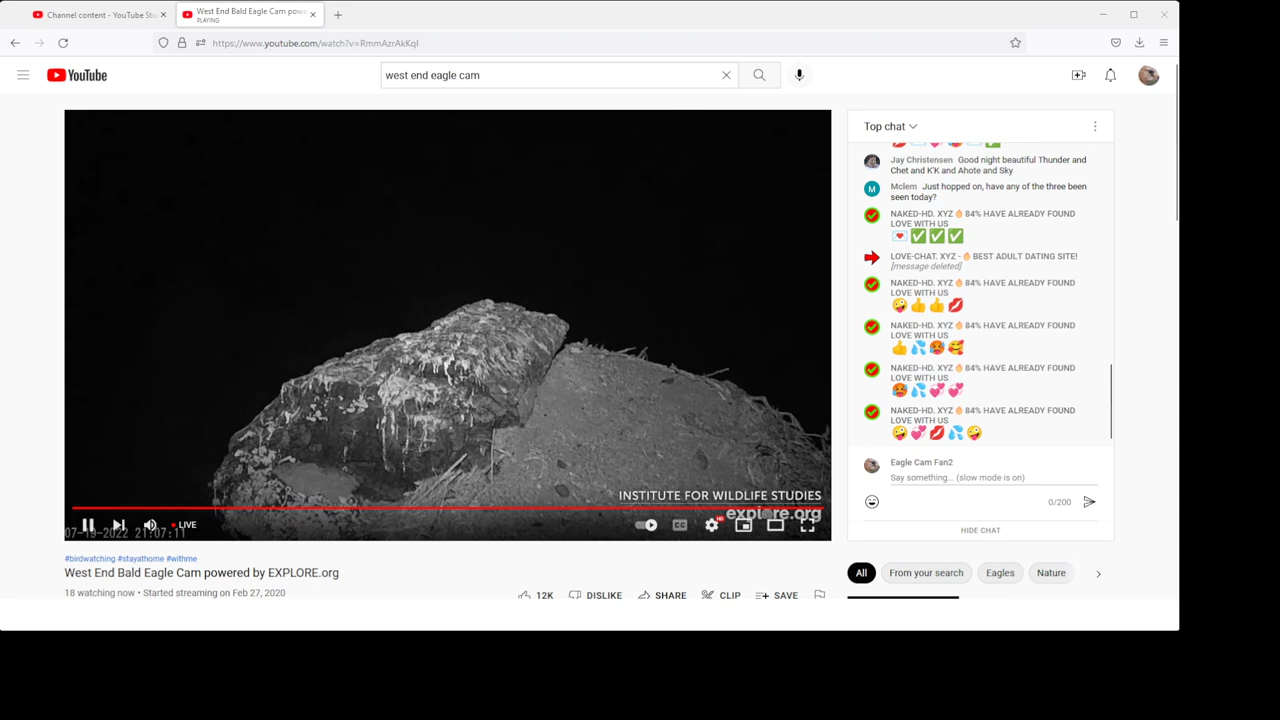 Channel content - YouTube Stu
West End Bald Eagle Cam powe
PLAYING
https://www.youtube.com/watch?v=RmmAzrAkKqI
YouTube
west end eagle cam
Top chat
Jay Christensen Good night beautiful Thunder and
Chet and K'K and Ahote and Sky
M
Mclem Just hopped on, have any of the three been
seen today?
NAKED-HD. XYZ🔥84% HAVE ALREADY FOUND
LOVE WITH US
💌✅✅✅
LOVE-CHAT. XYZ - 🔥BEST ADULT DATING SITE!
[message deleted]
NAKED-HD. XYZ🔥84% HAVE ALREADY FOUND
LOVE WITH US
🤪👍👍💋
NAKED-HD. XYZ🔥84% HAVE ALREADY FOUND
LOVE WITH US
👍💦🥵🥰
NAKED-HD. XYZ🔥84% HAVE ALREADY FOUND
LOVE WITH US
🥵💦💞💞
NAKED-HD. XYZ🔥84% HAVE ALREADY FOUND
LOVE WITH US
🤪💞💋💦🤪
Eagle Cam Fan2
Say something... (slow mode is on)
0/200
HIDE CHAT
INSTITUTE FOR WILDLIFE STUDIES
explore.org
LIVE
CC
HD
07-19-2022 21:07:11
#birdwatching #stayathome #withme
West End Bald Eagle Cam powered by EXPLORE.org
18 watching now • Started streaming on Feb 27, 2020
12K
DISLIKE
SHARE
CLIP
SAVE
All
From your search
Eagles
Nature